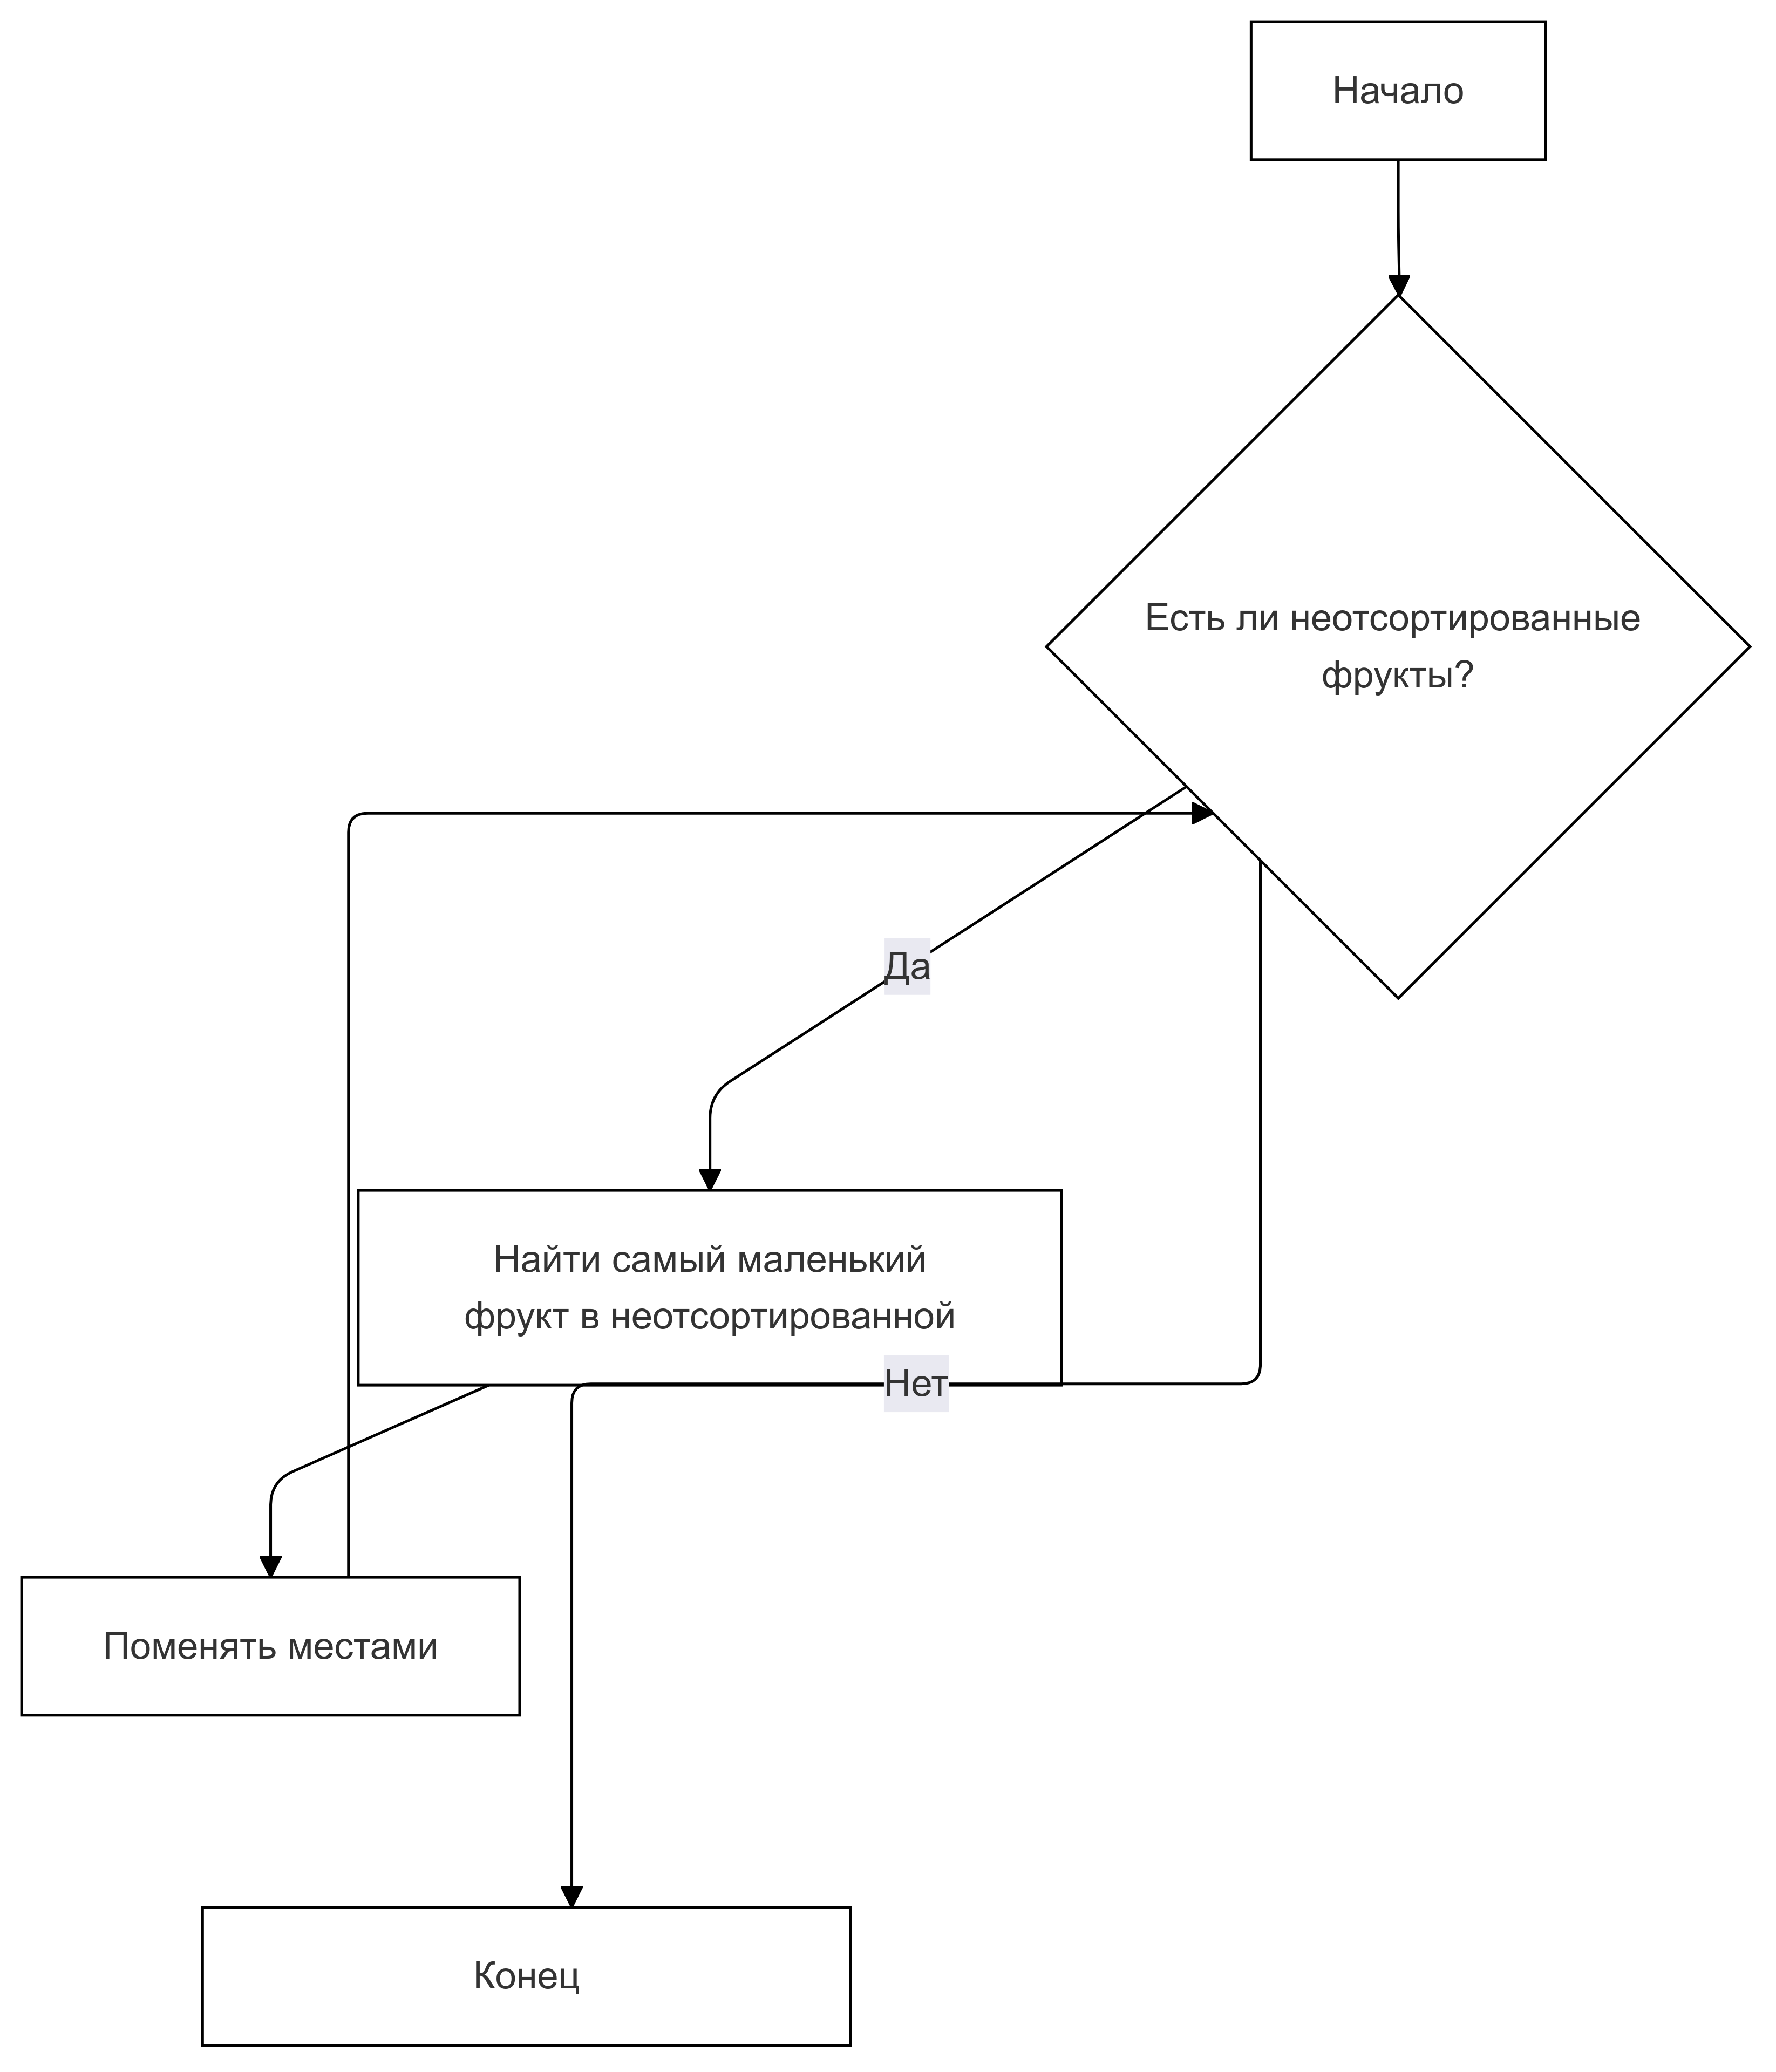 Начало
Есть ли неотсортированные
фрукты?
Да
Найти самый маленький
фрукт в неотсортированной
Нет
Поменять местами
Конец